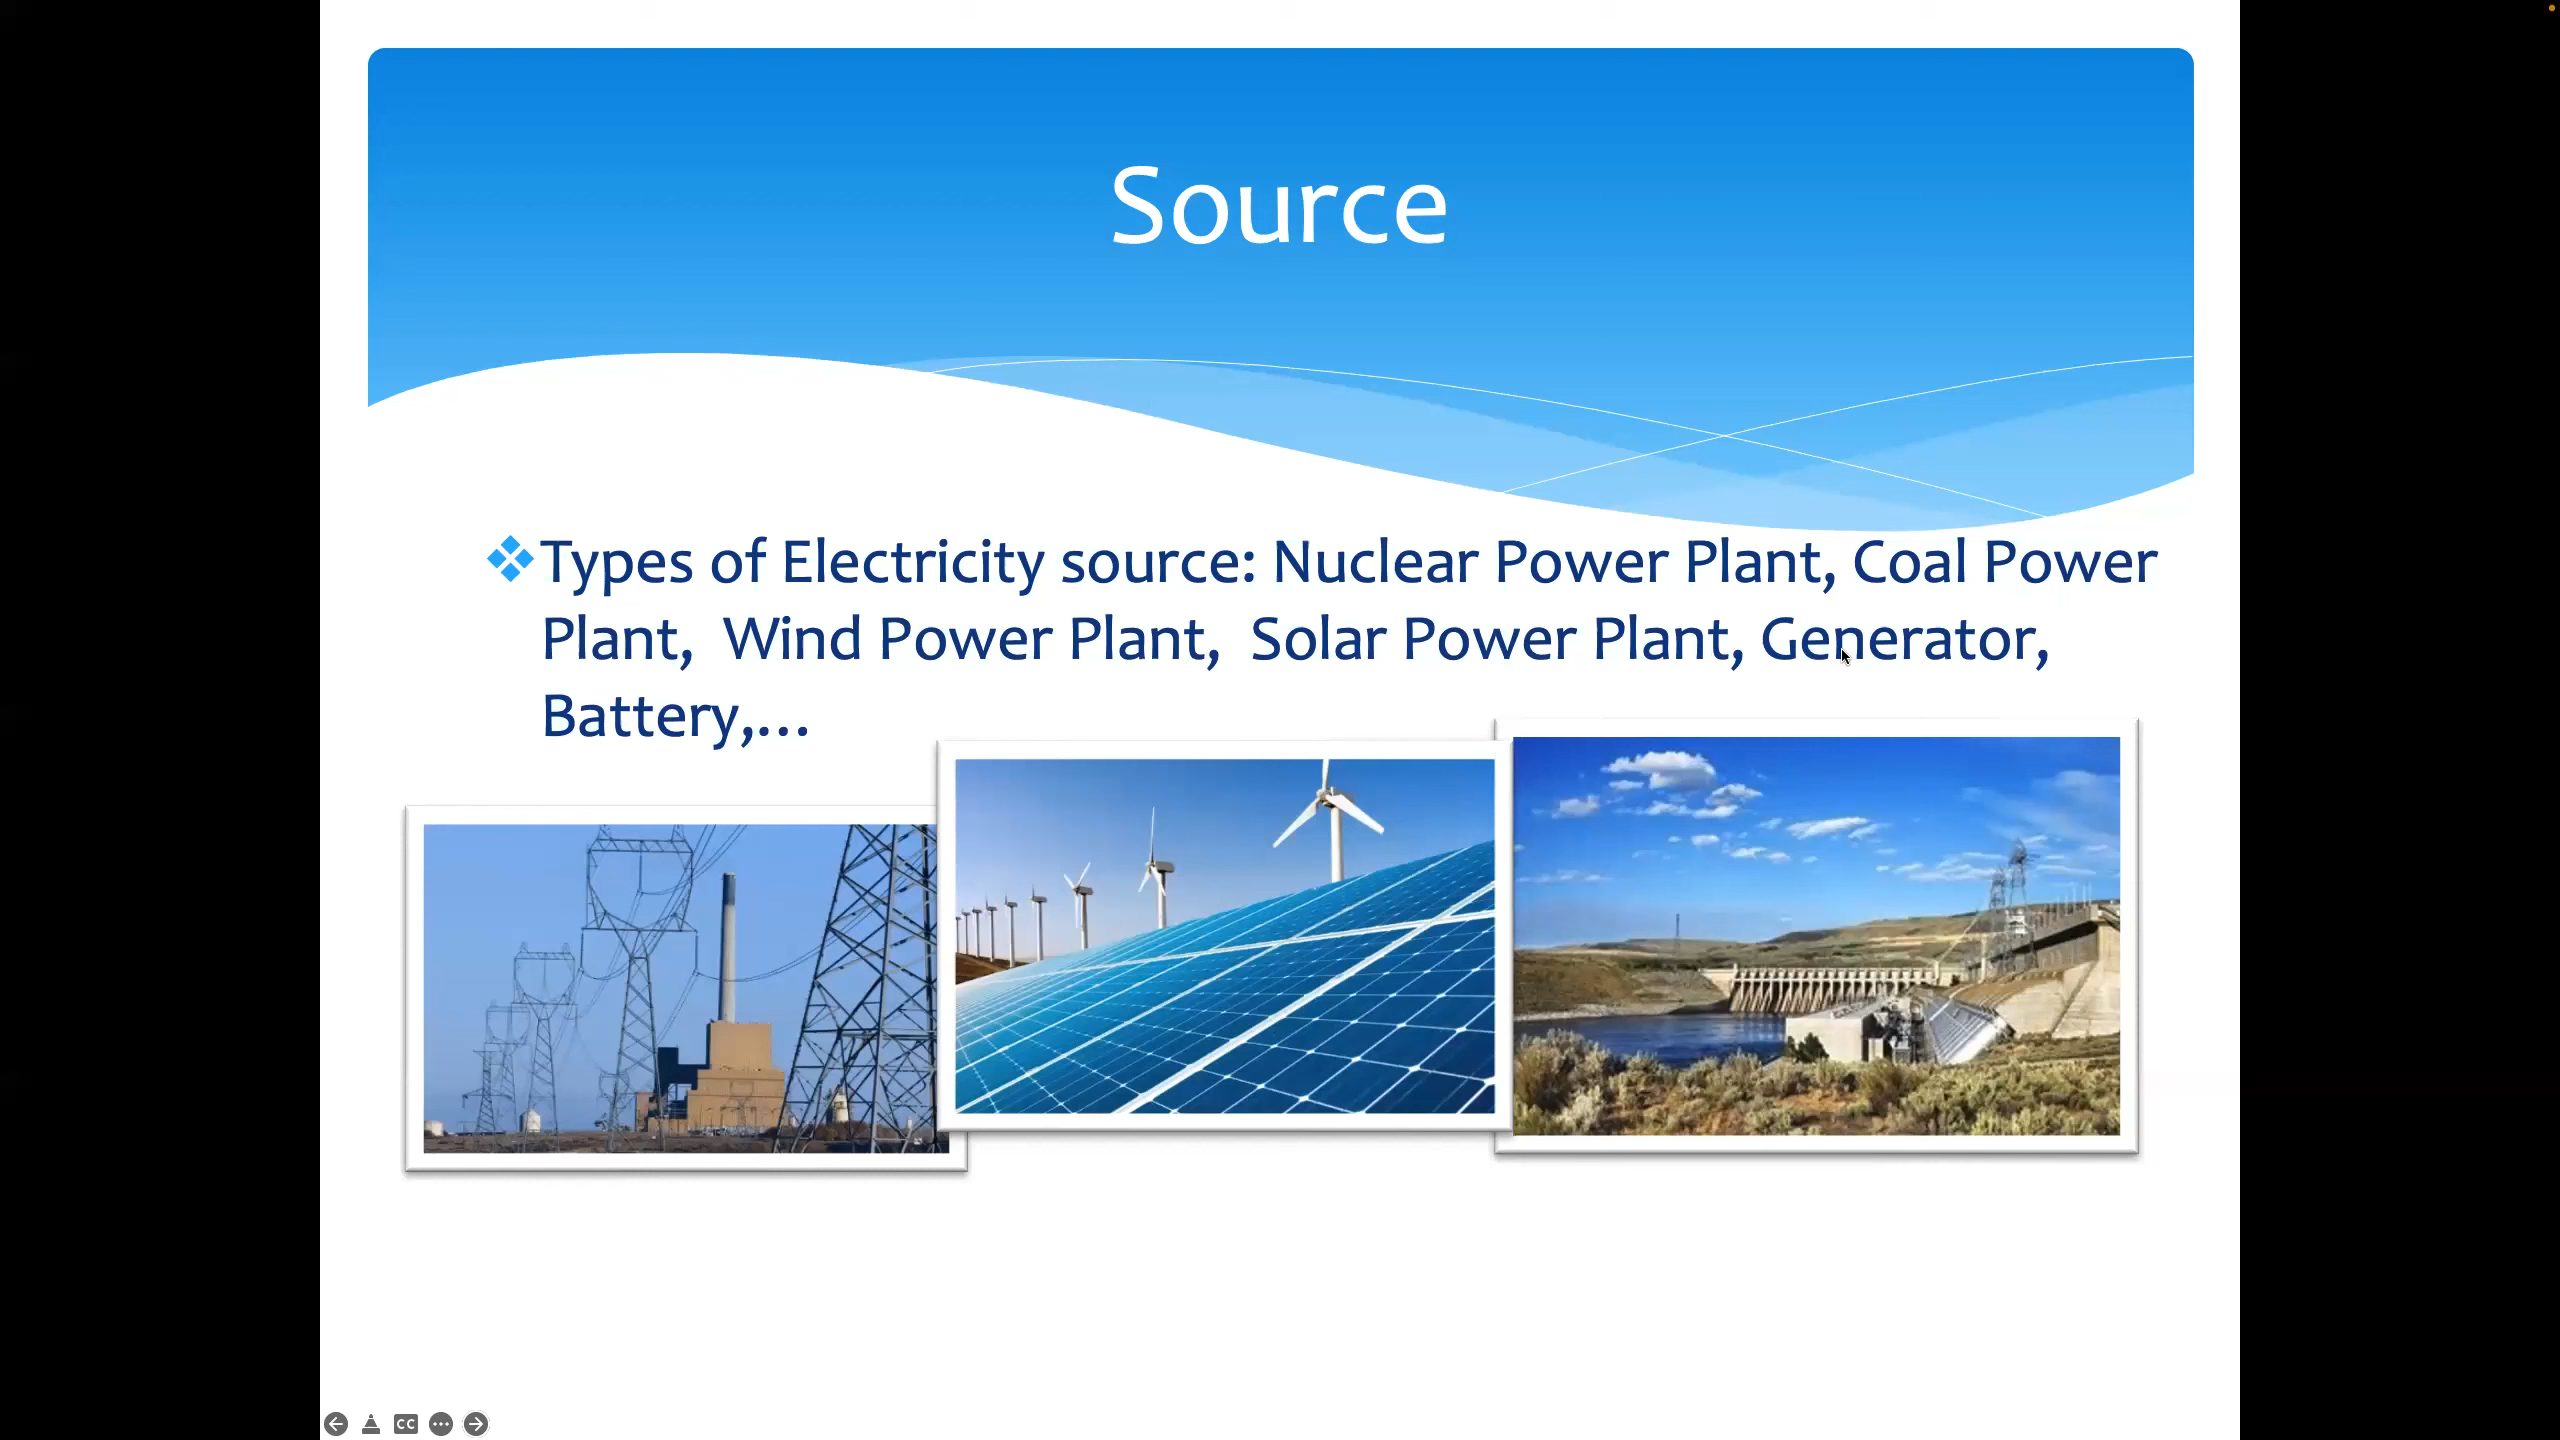 Source
Types of Electricity source: Nuclear Power Plant, Coal Power
Plant, Wind Power Plant, Solar Power Plant, Generator,
Battery,...
CC